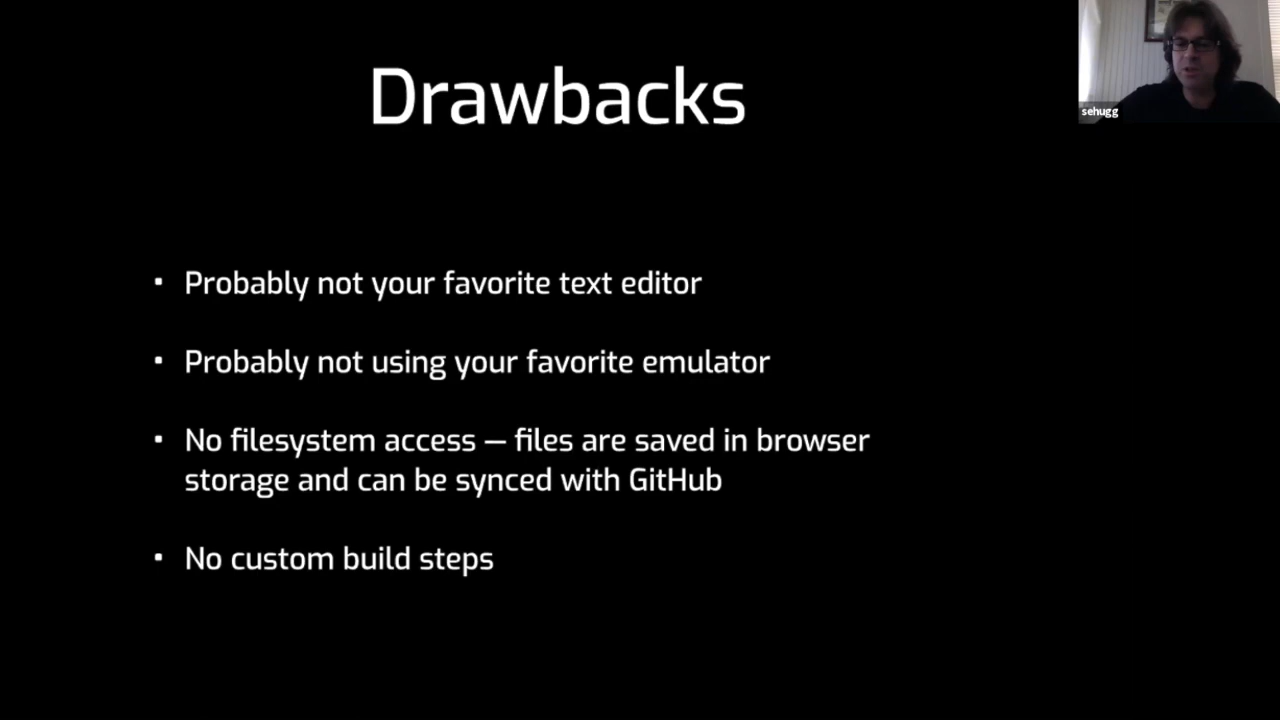 Drawbacks
sehugg
▪ Probably not your favorite text editor
▪ Probably not using your favorite emulator
▪ No filesystem access — files are saved in browser
storage and can be synced with GitHub
▪ No custom build steps